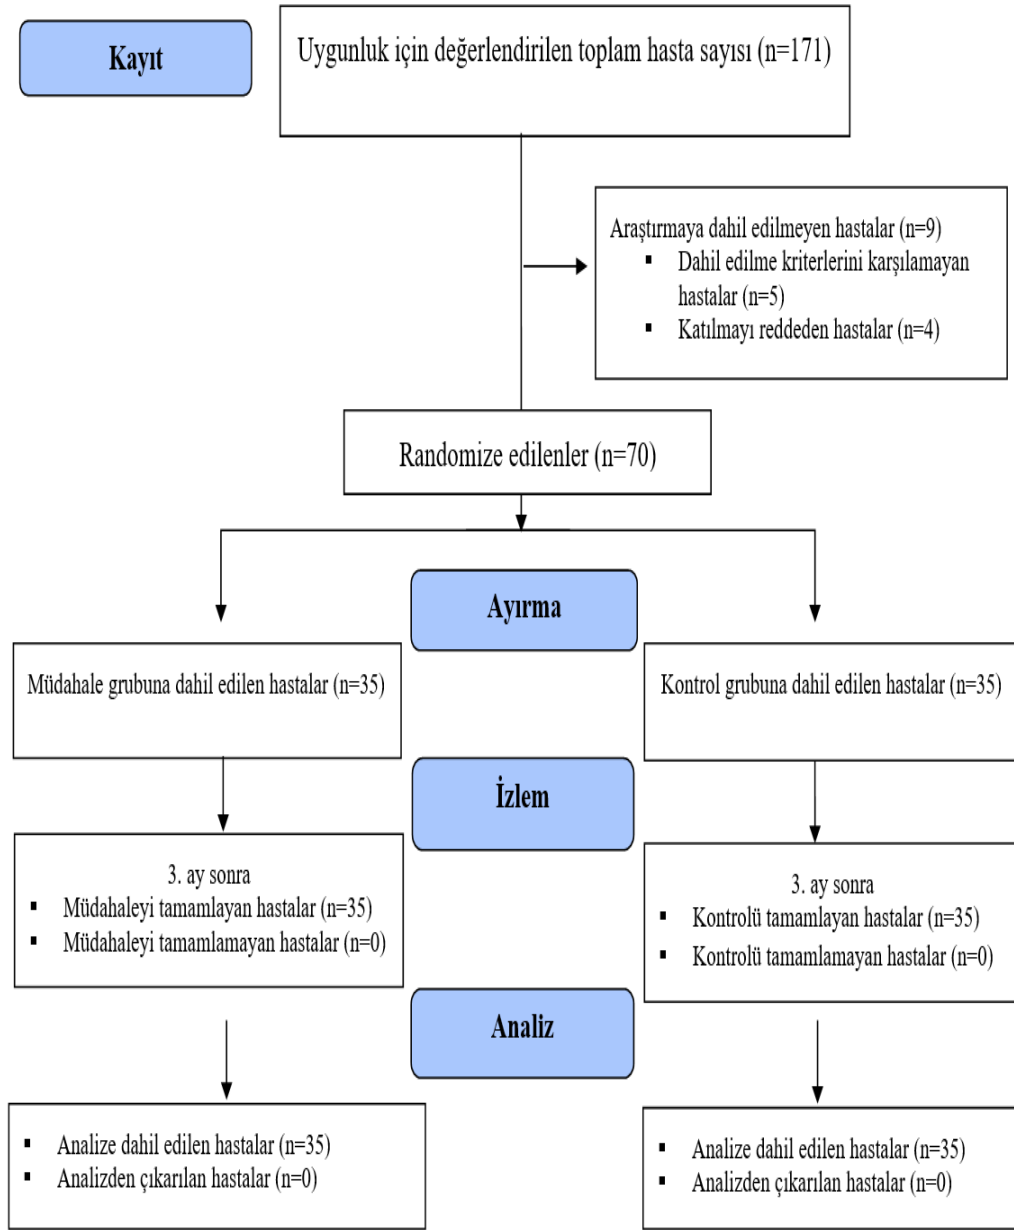 Kayıt
Uygunluk için değerlendirilen toplam hasta sayısı (n=171)
Araştırmaya dahil edilmeyen hastalar (n=9)
▪ Dahil edilme kriterlerini karşılamayan
hastalar (n=5)
▪ Katılmayı reddeden hastalar (n=4)
Randomize edilenler (n=70)
Ayırma
Müdahale grubuna dahil edilen hastalar (n=35)
Kontrol grubuna dahil edilen hastalar (n=35)
İzlem
3. ay sonra
▪ Müdahaleyi tamamlayan hastalar (n=35)
▪ Müdahaleyi tamamlamayan hastalar (n=0)
3. ay sonra
▪ Kontrolü tamamlayan hastalar (n=35)
▪ Kontrolü tamamlamayan hastalar (n=0)
Analiz
▪ Analize dahil edilen hastalar (n=35)
▪ Analizden çıkarılan hastalar (n=0)
▪ Analize dahil edilen hastalar (n=35)
▪ Analizden çıkarılan hastalar (n=0)